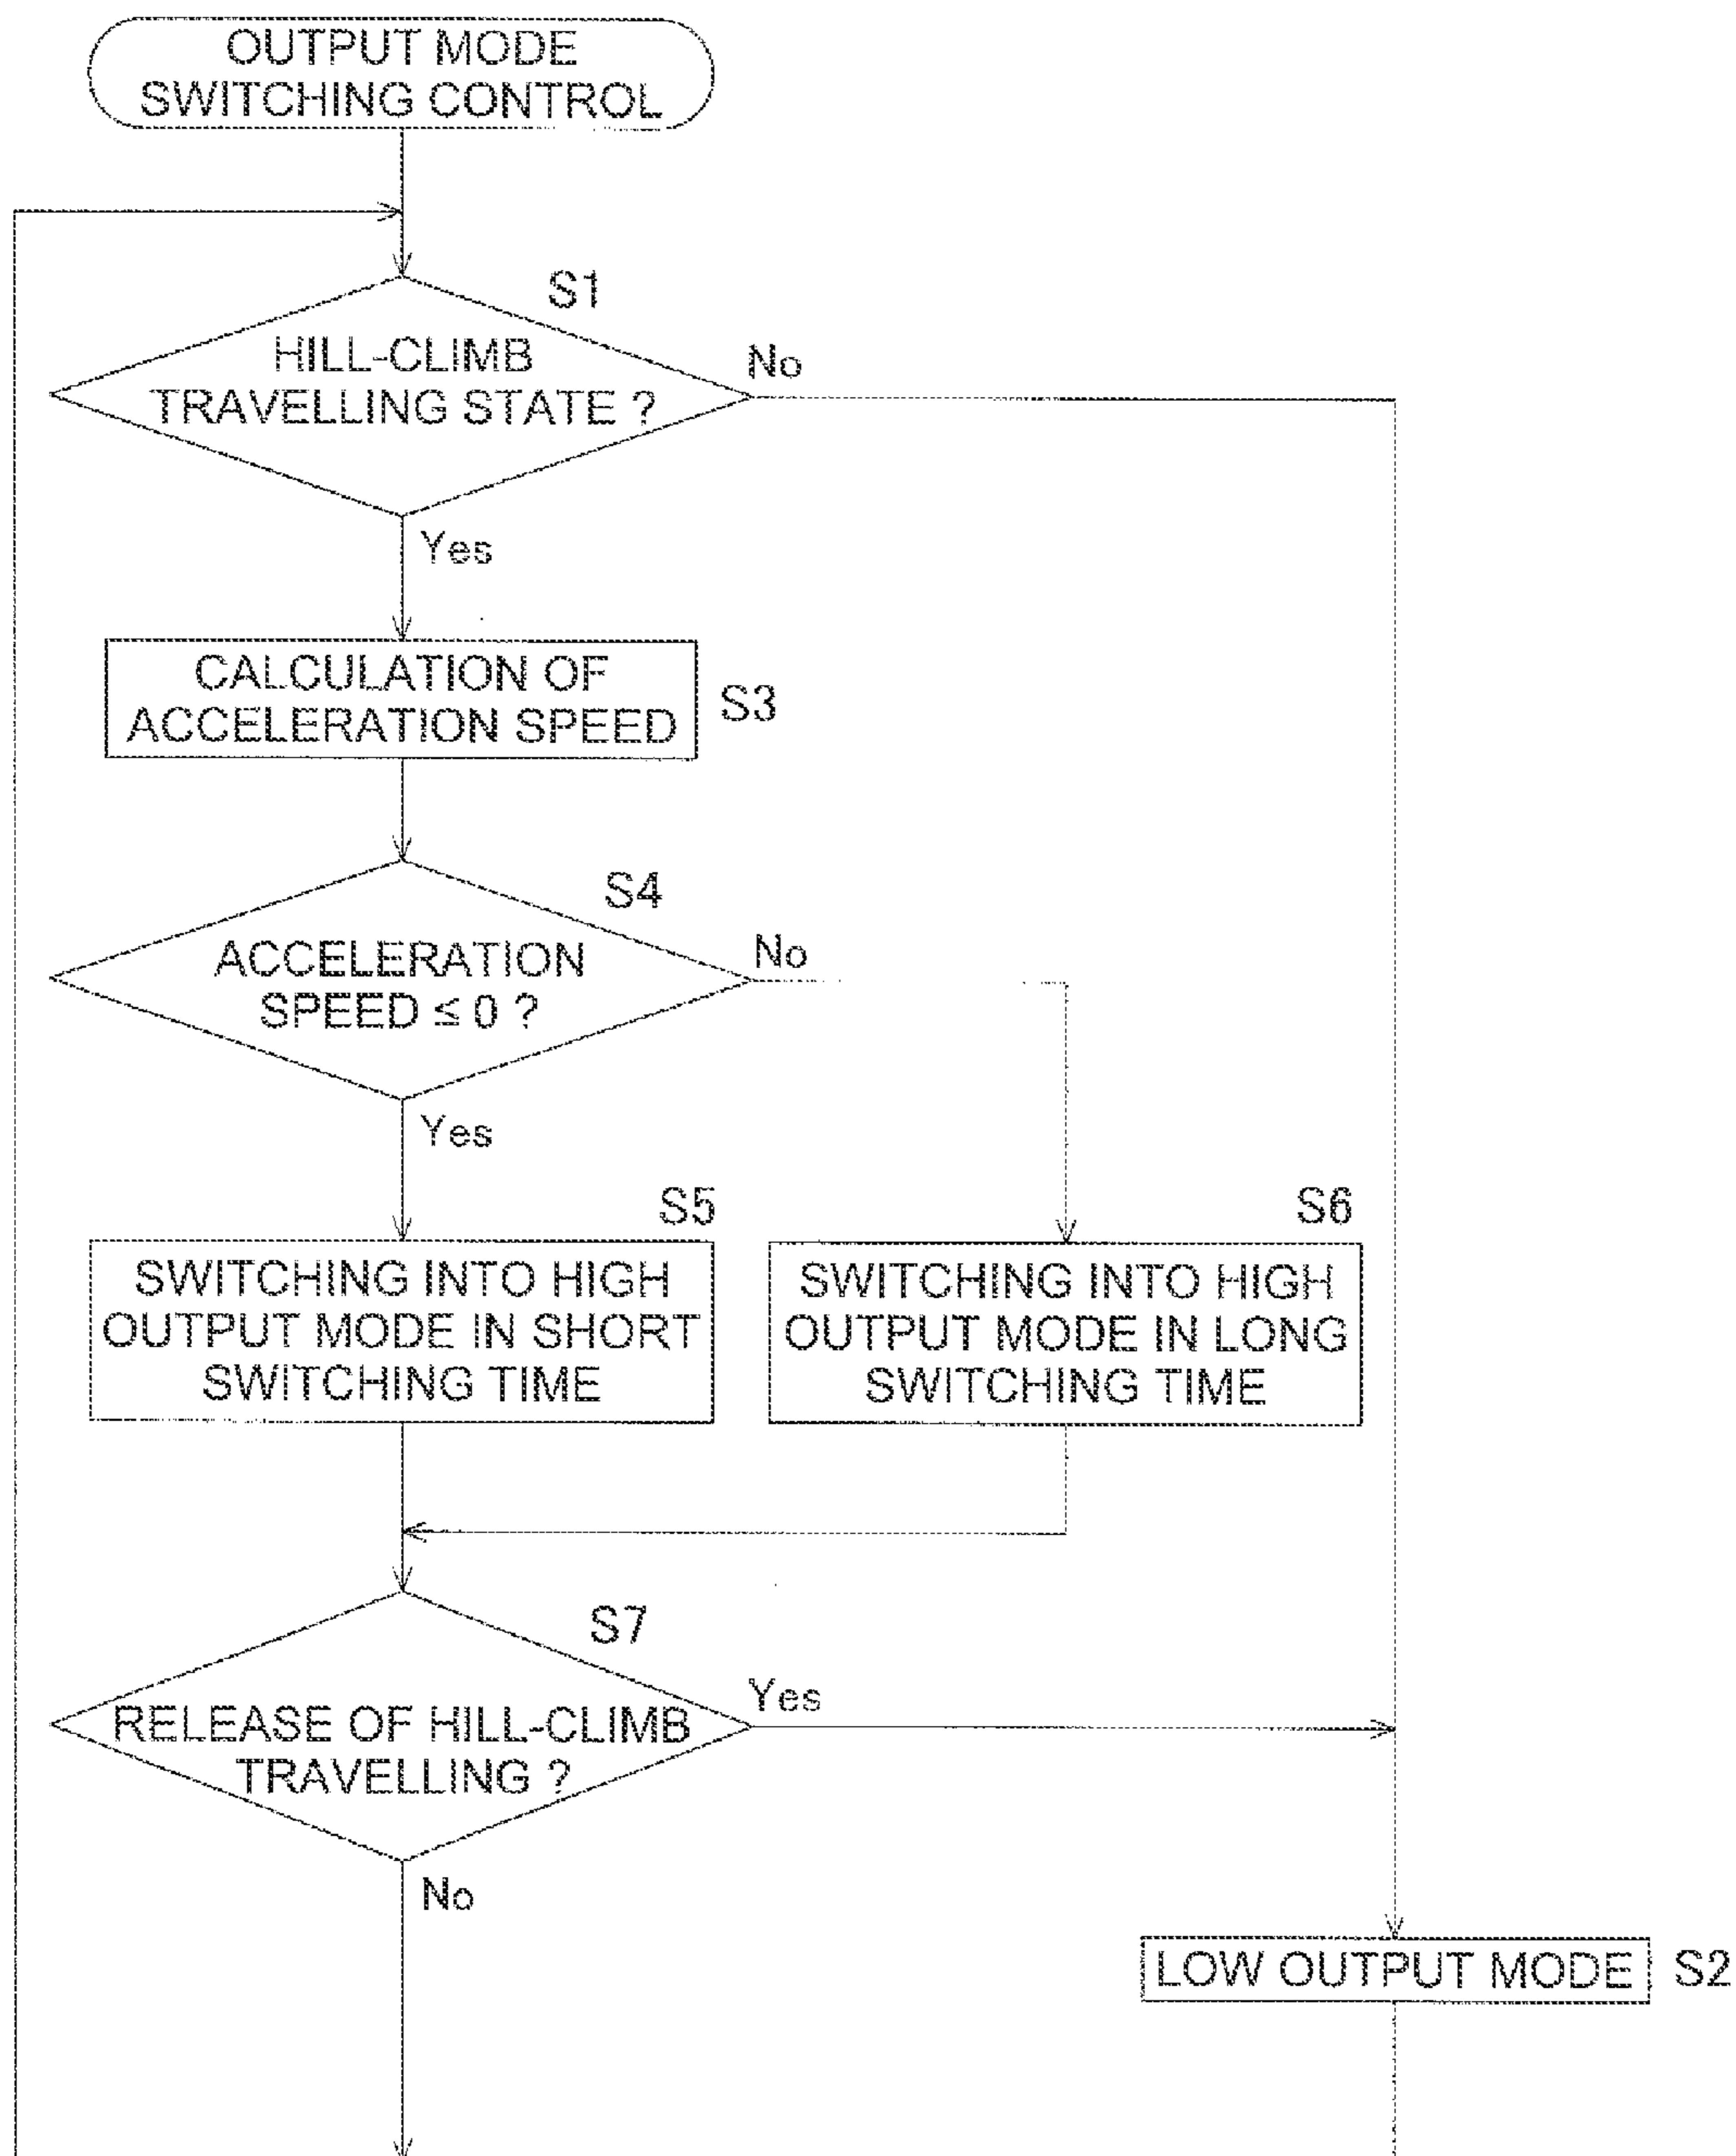 OUTPUT MODE
SWITCHING CONTROL
S1
HILL-CLIMB
TRAVELLING STATE ?
No
Yes
CALCULATION OF
ACCELERATION SPEED
S3
S4
ACCELERATION
SPEED ≤ 0 ?
No
Yes
S5
SWITCHING INTO HIGH
OUTPUT MODE IN SHORT
SWITCHING TIME
S6
SWITCHING INTO HIGH
OUTPUT MODE IN LONG
SWITCHING TIME
S7
RELEASE OF HILL-CLIMB
TRAVELLING ?
Yes
No
LOW OUTPUT MODE
S2